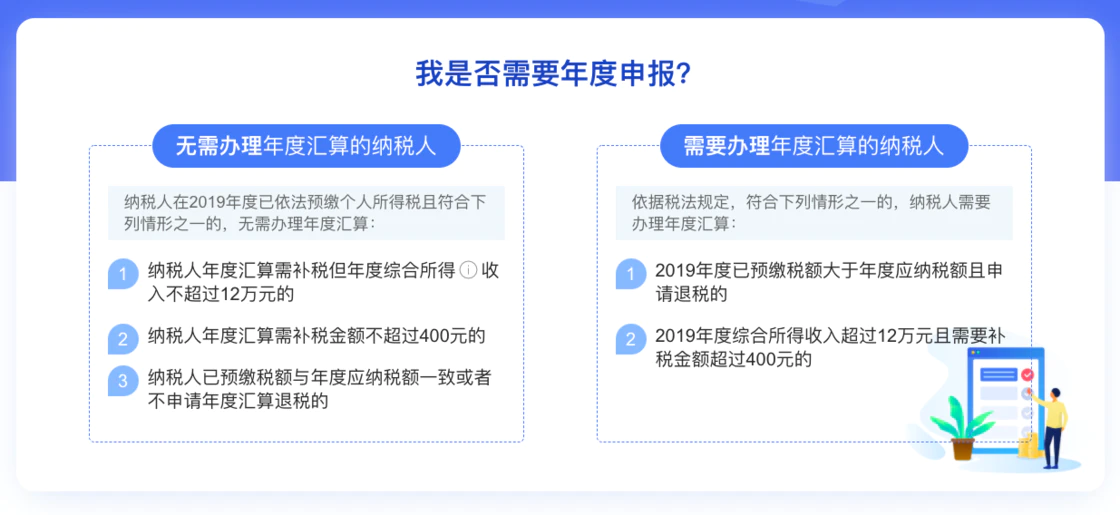 我是否需要年度申报?
无需办理年度汇算的纳税人
纳税人在2019年度已依法预缴个人所得税且符合下
列情形之一的，无需办理年度汇算：
1 纳税人年度汇算需补税但年度综合所得 ⓘ 收
入不超过12万元的
2 纳税人年度汇算需补税金额不超过400元的
3 纳税人已预缴税额与年度应纳税额一致或者
不申请年度汇算退税的
需要办理年度汇算的纳税人
依据税法规定，符合下列情形之一的，纳税人需要
办理年度汇算：
1 2019年度已预缴税额大于年度应纳税额且申
请退税的
2 2019年度综合所得收入超过12万元且需要补
税金额超过400元的